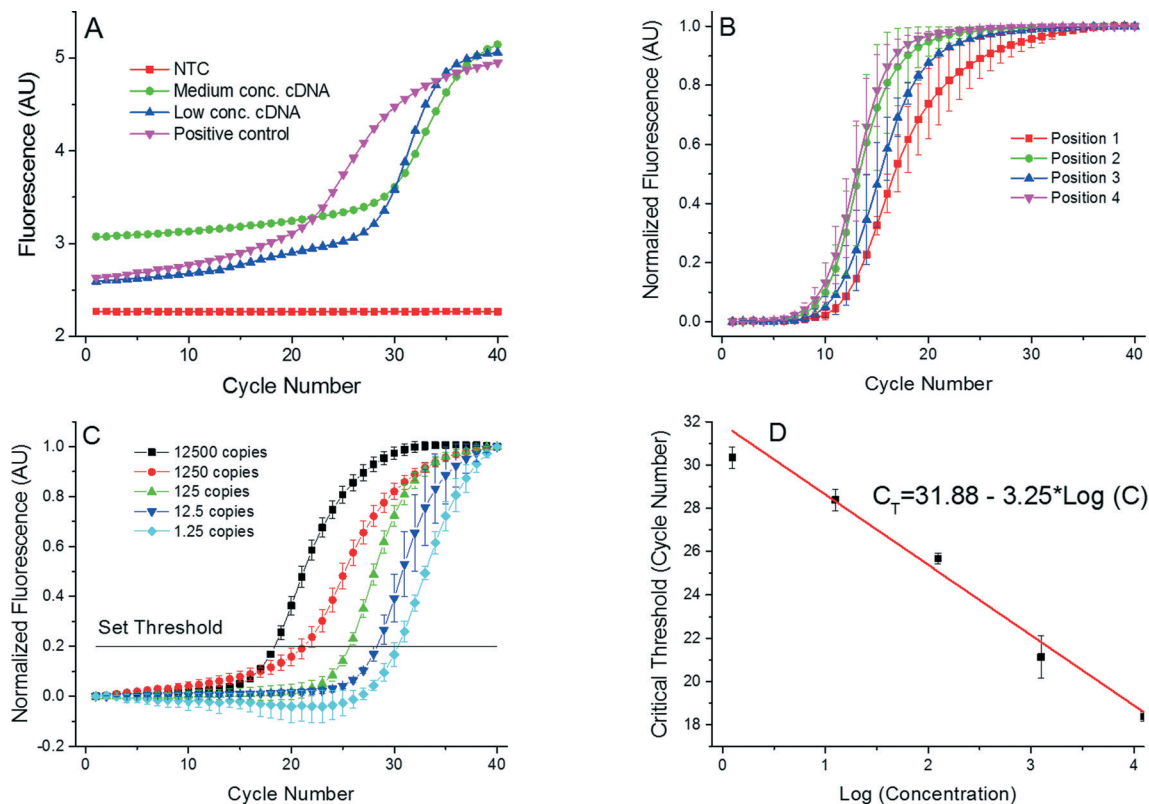 A
5
4
3
2
Fluorescence (AU)
NTC
Medium conc. cDNA
Low conc. cDNA
Positive control
0 10 20 30 40
Cycle Number
B
1.0
0.8
0.6
0.4
0.2
0.0
Normalized Fluorescence (AU)
Position 1
Position 2
Position 3
Position 4
0 10 20 30 40
Cycle Number
C
1.0
0.8
0.6
0.4
0.2
0.0
-0.2
Normalized Fluorescence (AU)
12500 copies
1250 copies
125 copies
12.5 copies
1.25 copies
Set Threshold
0 10 20 30 40
Cycle Number
D
32
30
28
26
24
22
20
18
Critical Threshold (Cycle Number)
C_T=31.88 - 3.25*Log (C)
0 1 2 3 4
Log (Concentration)